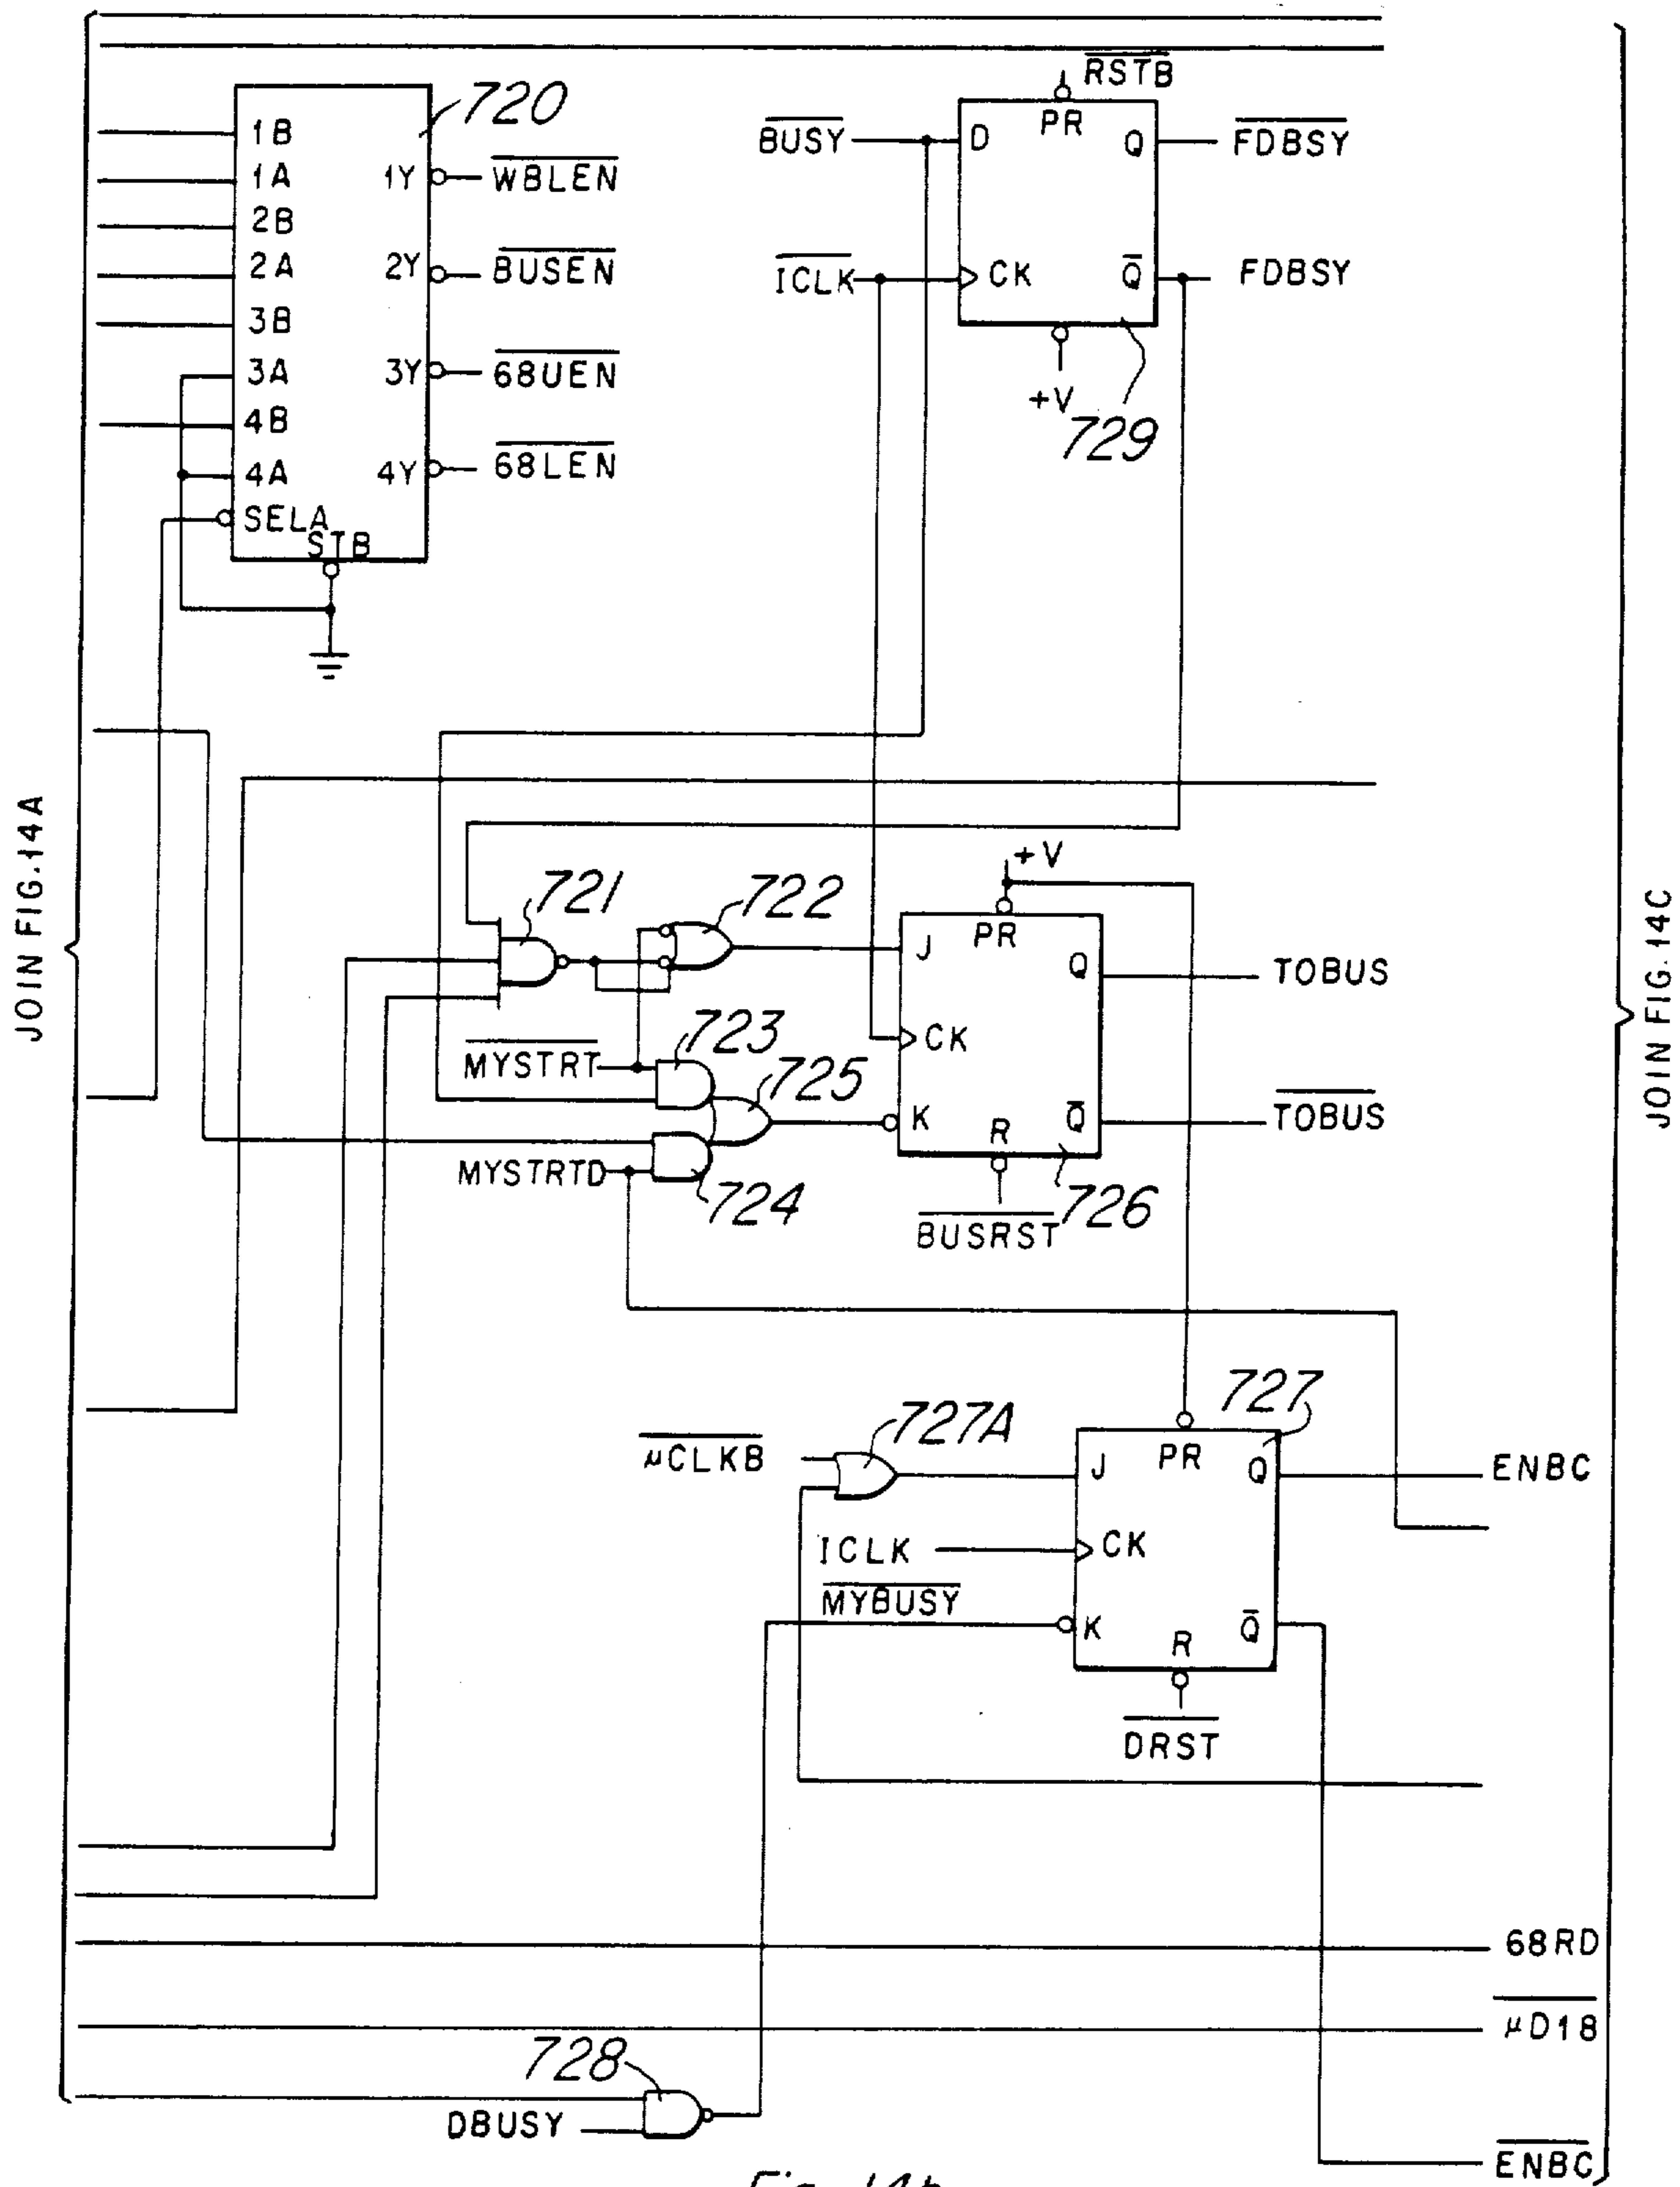 RSTB
720
1B
1A
2B
2A
3B
3A
4B
4A
SELA
STB
1Y
2Y
3Y
4Y
WBLEN
BUSEN
68UEN
68LEN
BUSY
ICLK
D
PR
Q
CK
Q̅
FDBSY
FDBSY
+V
729
JOIN FIG.14A
JOIN FIG.14C
721
722
723
724
725
MYSTRT
MYSTRTD
+V
J
PR
Q
CK
K
R
Q̅
TOBUS
TOBUS
BUSRST
726
727A
727
μCLKB
ICLK
MYBUSY
J
PR
Q
CK
K
R
Q̅
DRST
ENBC
68RD
μD18
728
DBUSY
ENBC